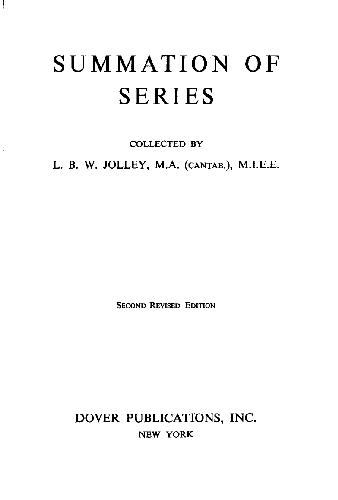 SUMMATION OF
SERIES
COLLECTED BY
L. B. W. JOLLEY, M.A. (CANTAB.), M.I.E.E.
SECOND REVISED EDITION
DOVER PUBLICATIONS, INC.
NEW YORK